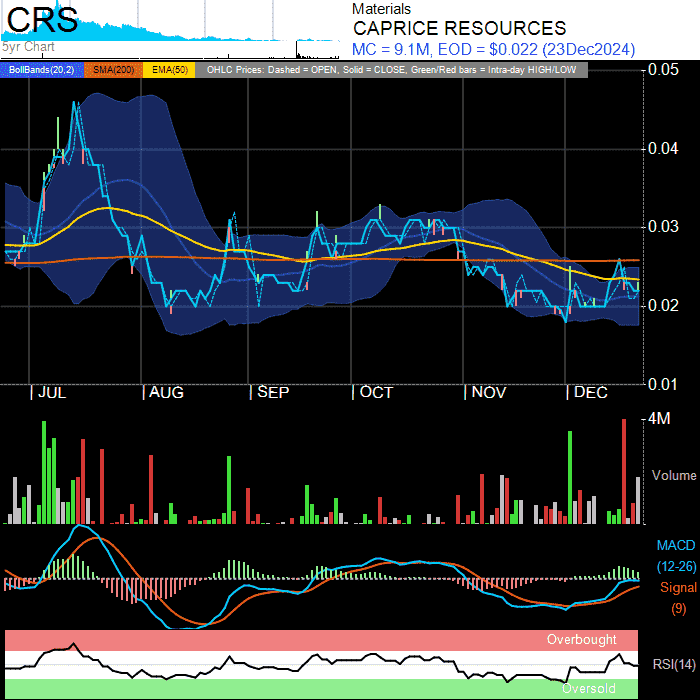 CRS
5yr Chart
Materials
CAPRICE RESOURCES
MC = 9.1M, EOD = $0.022 (23Dec2024)
BollBands(20,2) SMA(200) EMA(50) OHLC Prices: Dashed = OPEN, Solid = CLOSE, Green/Red bars = Intra-day HIGH/LOW
0.05
0.04
0.03
0.02
0.01
| JUL | AUG | SEP | OCT | NOV | DEC
4M
Volume
MACD
(12-26)
Signal
(9)
Overbought
RSI(14)
Oversold